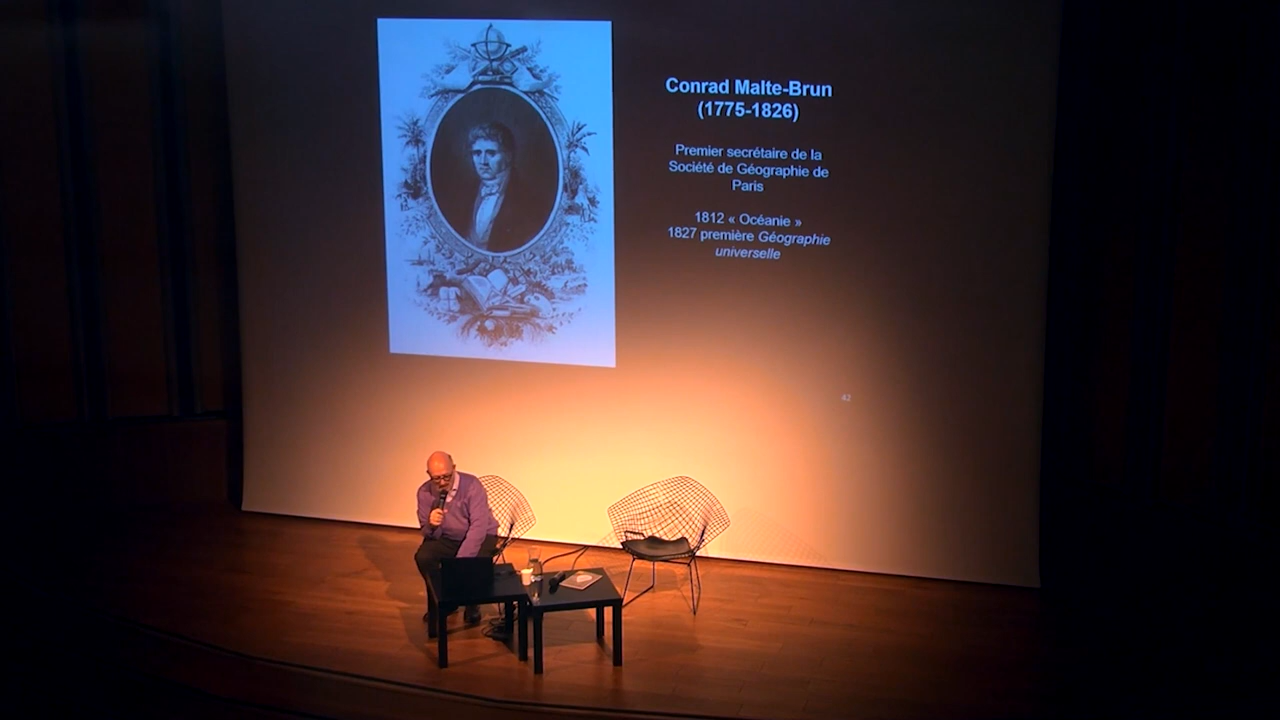 Conrad Malte-Brun
(1775-1826)
Premier secrétaire de la
Société de Géographie de
Paris
1812 « Océanie »
1827 première Géographie
universelle
42